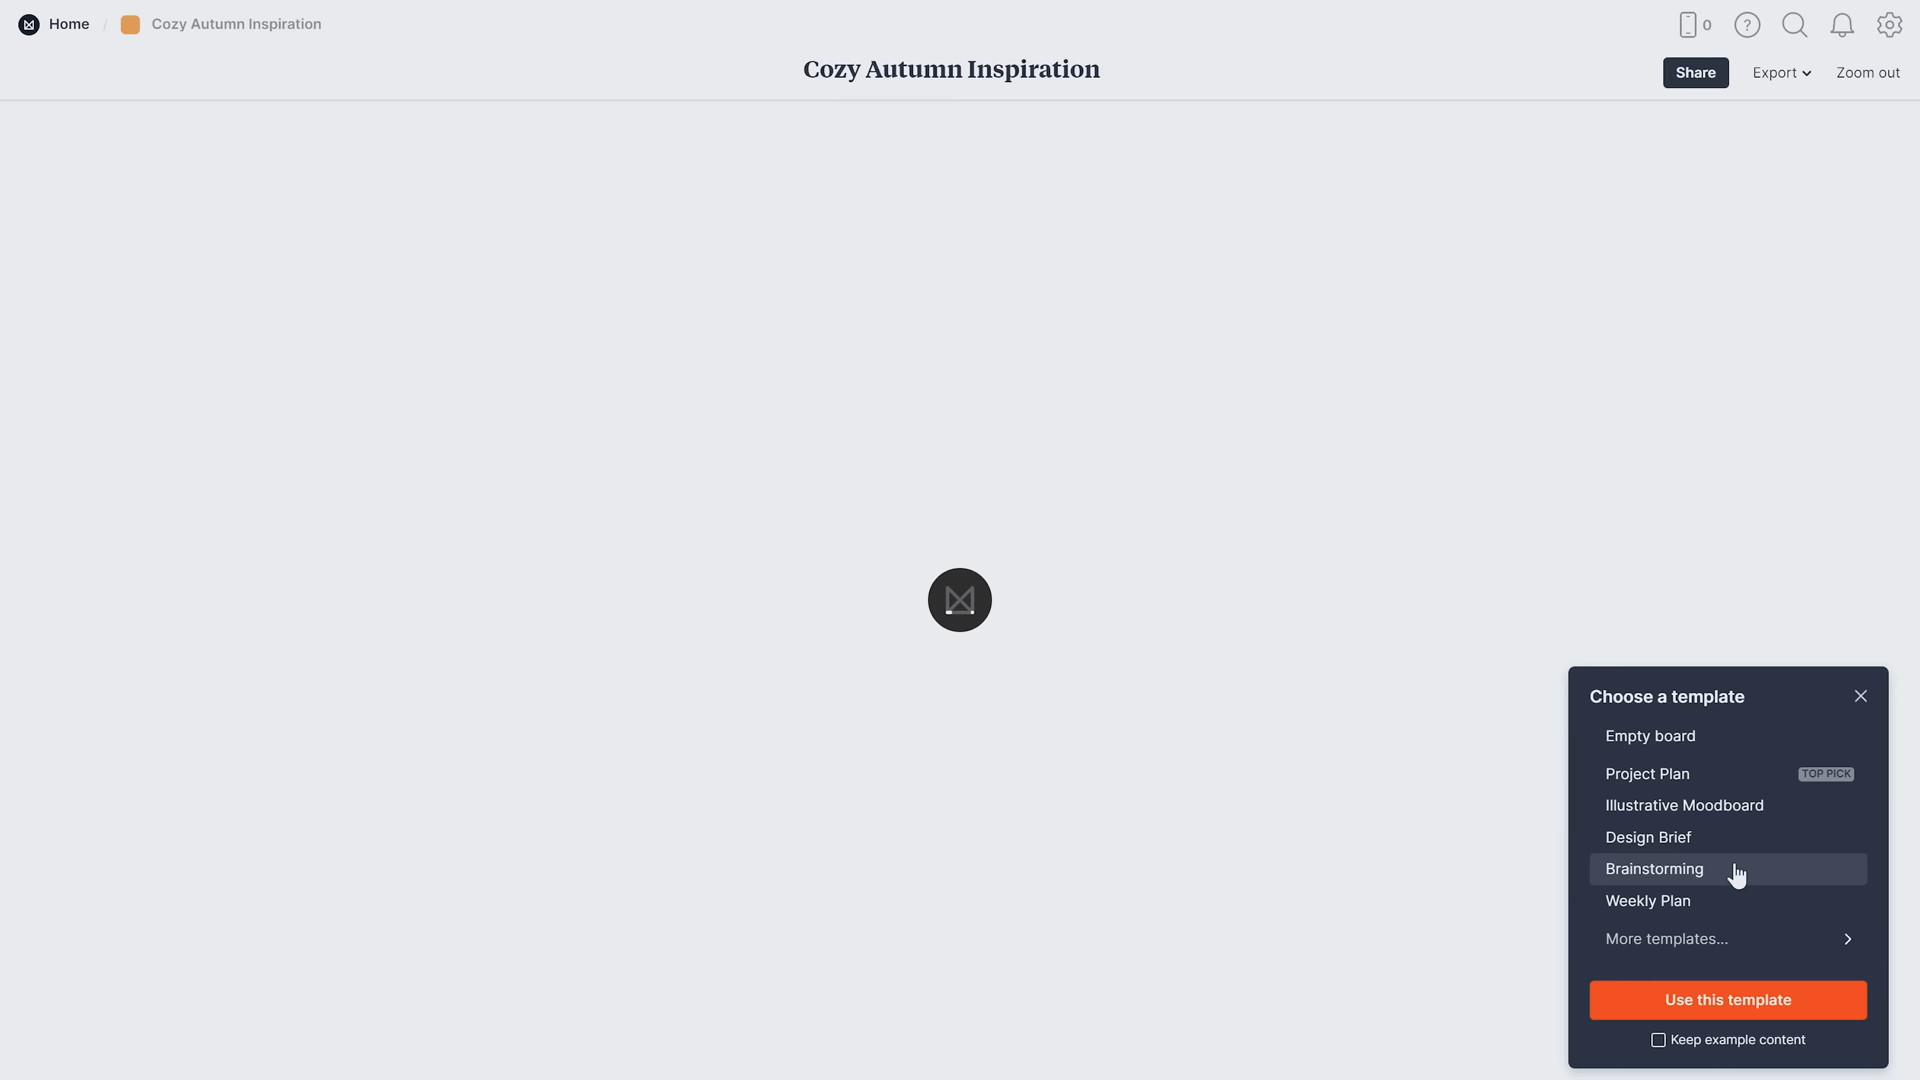 Home / Cozy Autumn Inspiration
0
?
Cozy Autumn Inspiration
Share
Export
Zoom out
Choose a template
Empty board
Project Plan TOP PICK
Illustrative Moodboard
Design Brief
Brainstorming
Weekly Plan
More templates...
Use this template
Keep example content